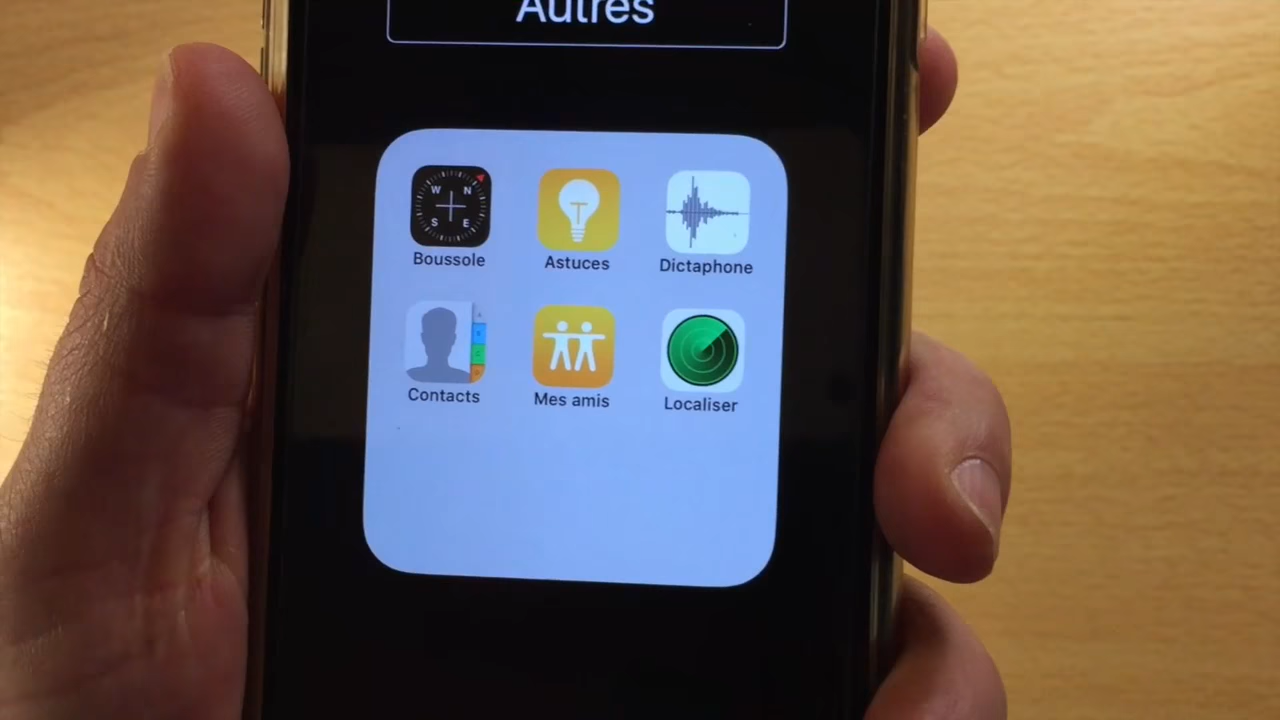 Autres
W N
S E
Boussole
Astuces
Dictaphone
Contacts
Mes amis
Localiser